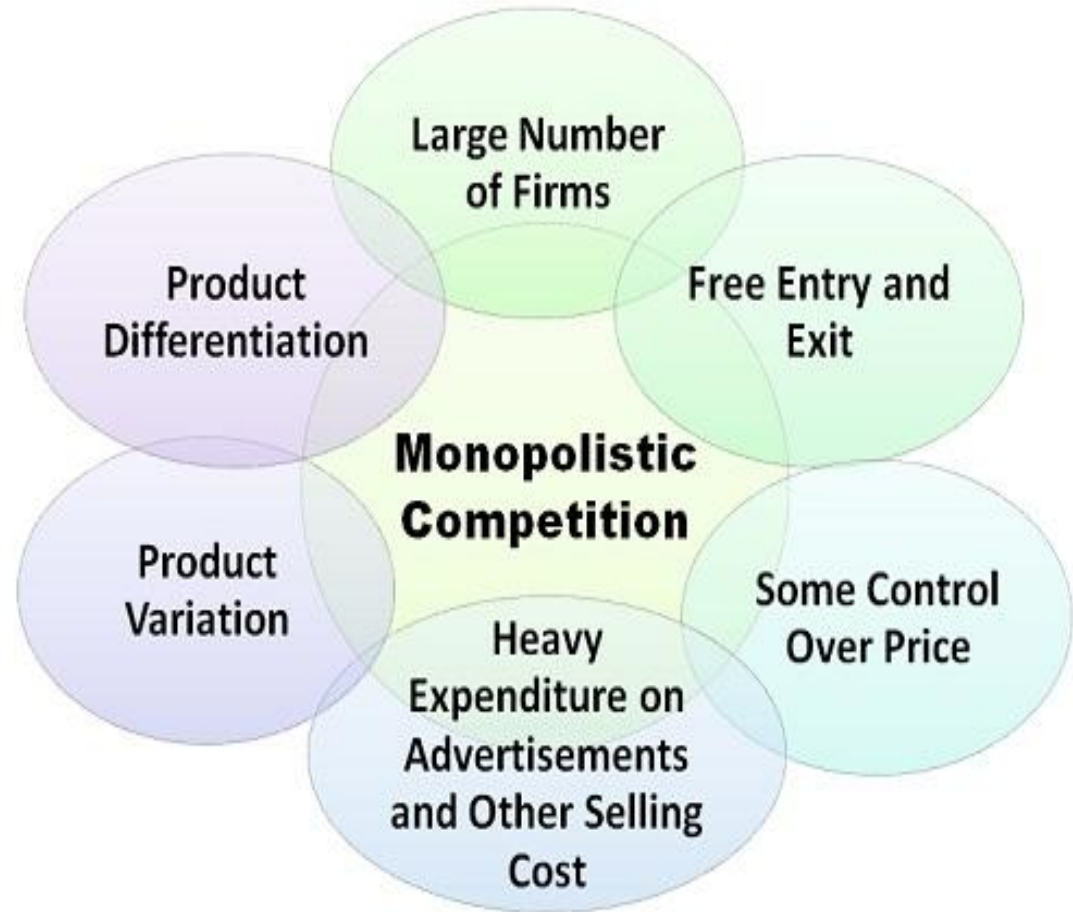 Large Number
of Firms
Free Entry and
Exit
Product
Differentiation
Monopolistic
Competition
Some Control
Over Price
Product
Variation
Heavy
Expenditure on
Advertisements
and Other Selling
Cost